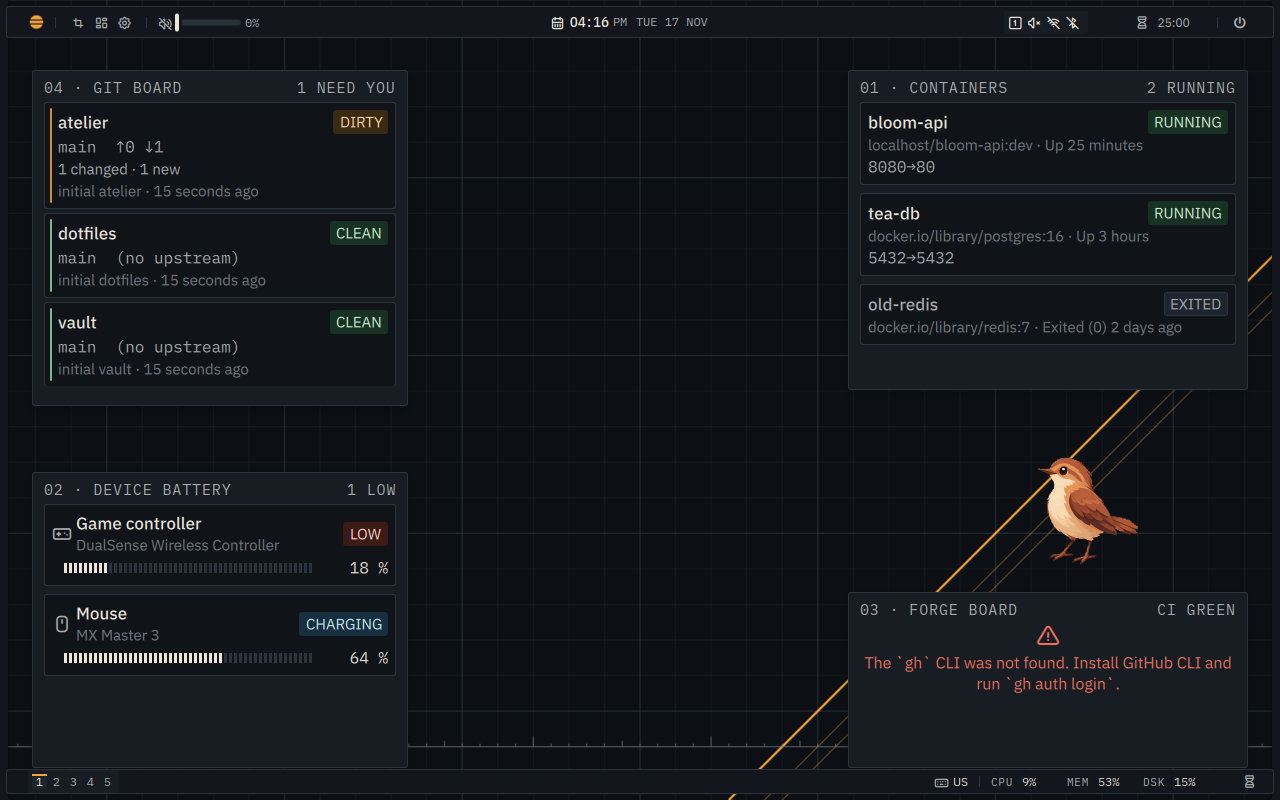 0%
04:16 PM TUE 17 NOV
1
25:00
04 · GIT BOARD 1 NEED YOU
atelier DIRTY
main ↑0 ↓1
1 changed · 1 new
initial atelier · 15 seconds ago
dotfiles CLEAN
main (no upstream)
initial dotfiles · 15 seconds ago
vault CLEAN
main (no upstream)
initial vault · 15 seconds ago
02 · DEVICE BATTERY 1 LOW
Game controller LOW
DualSense Wireless Controller
18 %
Mouse CHARGING
MX Master 3
64 %
01 · CONTAINERS 2 RUNNING
bloom-api RUNNING
localhost/bloom-api:dev · Up 25 minutes
8080→80
tea-db RUNNING
docker.io/library/postgres:16 · Up 3 hours
5432→5432
old-redis EXITED
docker.io/library/redis:7 · Exited (0) 2 days ago
03 · FORGE BOARD CI GREEN
The `gh` CLI was not found. Install GitHub CLI and
run `gh auth login`.
1 2 3 4 5
US CPU 9% MEM 53% DSK 15%